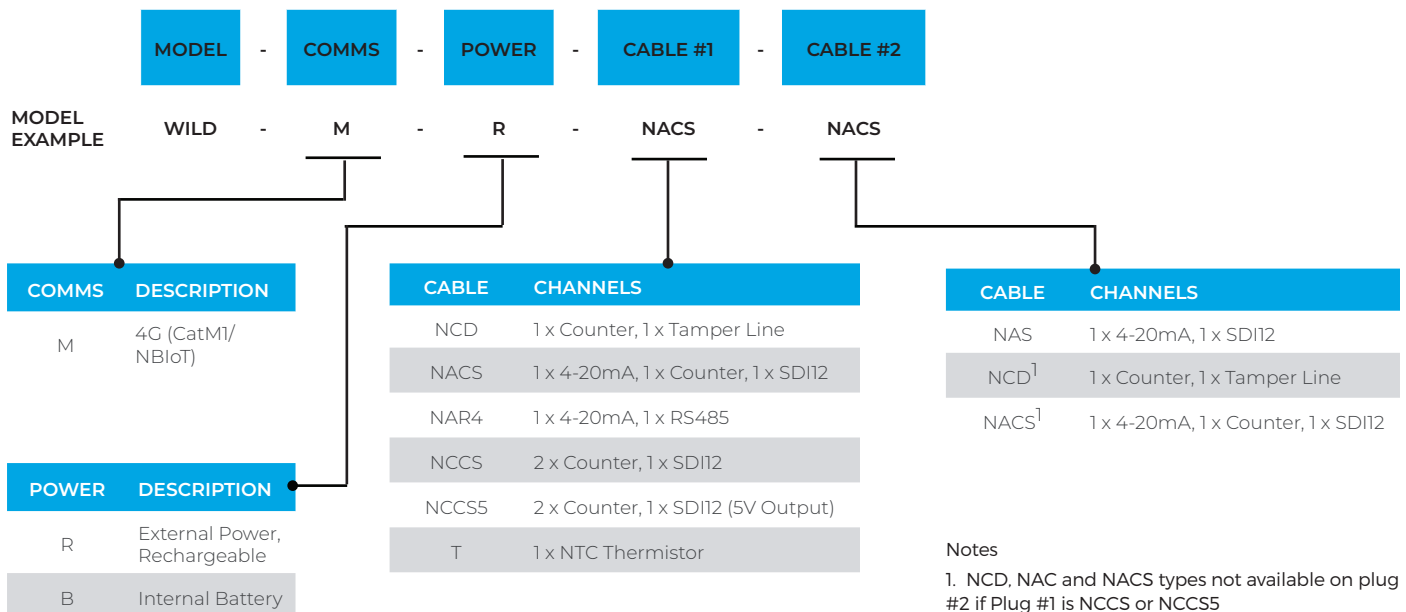 MODEL - COMMS - POWER - CABLE #1 - CABLE #2
MODEL
EXAMPLE
WILD - M - R - NACS - NACS
COMMS DESCRIPTION
M 4G (CatM1/
NBIoT)
POWER DESCRIPTION
R External Power,
Rechargeable
B Internal Battery
CABLE CHANNELS
NCD 1 x Counter, 1 x Tamper Line
NACS 1 x 4-20mA, 1 x Counter, 1 x SDI12
NAR4 1 x 4-20mA, 1 x RS485
NCCS 2 x Counter, 1 x SDI12
NCCS5 2 x Counter, 1 x SDI12 (5V Output)
T 1 x NTC Thermistor
CABLE CHANNELS
NAS 1 x 4-20mA, 1 x SDI12
NCD1 1 x Counter, 1 x Tamper Line
NACS1 1 x 4-20mA, 1 x Counter, 1 x SDI12
Notes
1. NCD, NAC and NACS types not available on plug
#2 if Plug #1 is NCCS or NCCS5